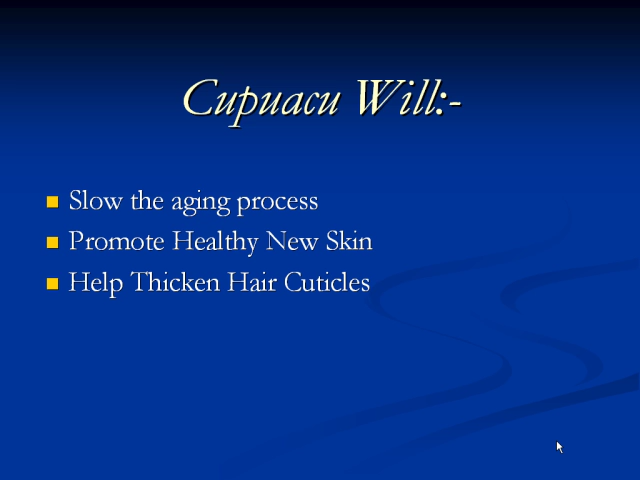 Cupuacu Will:-
Slow the aging process
Promote Healthy New Skin
Help Thicken Hair Cuticles